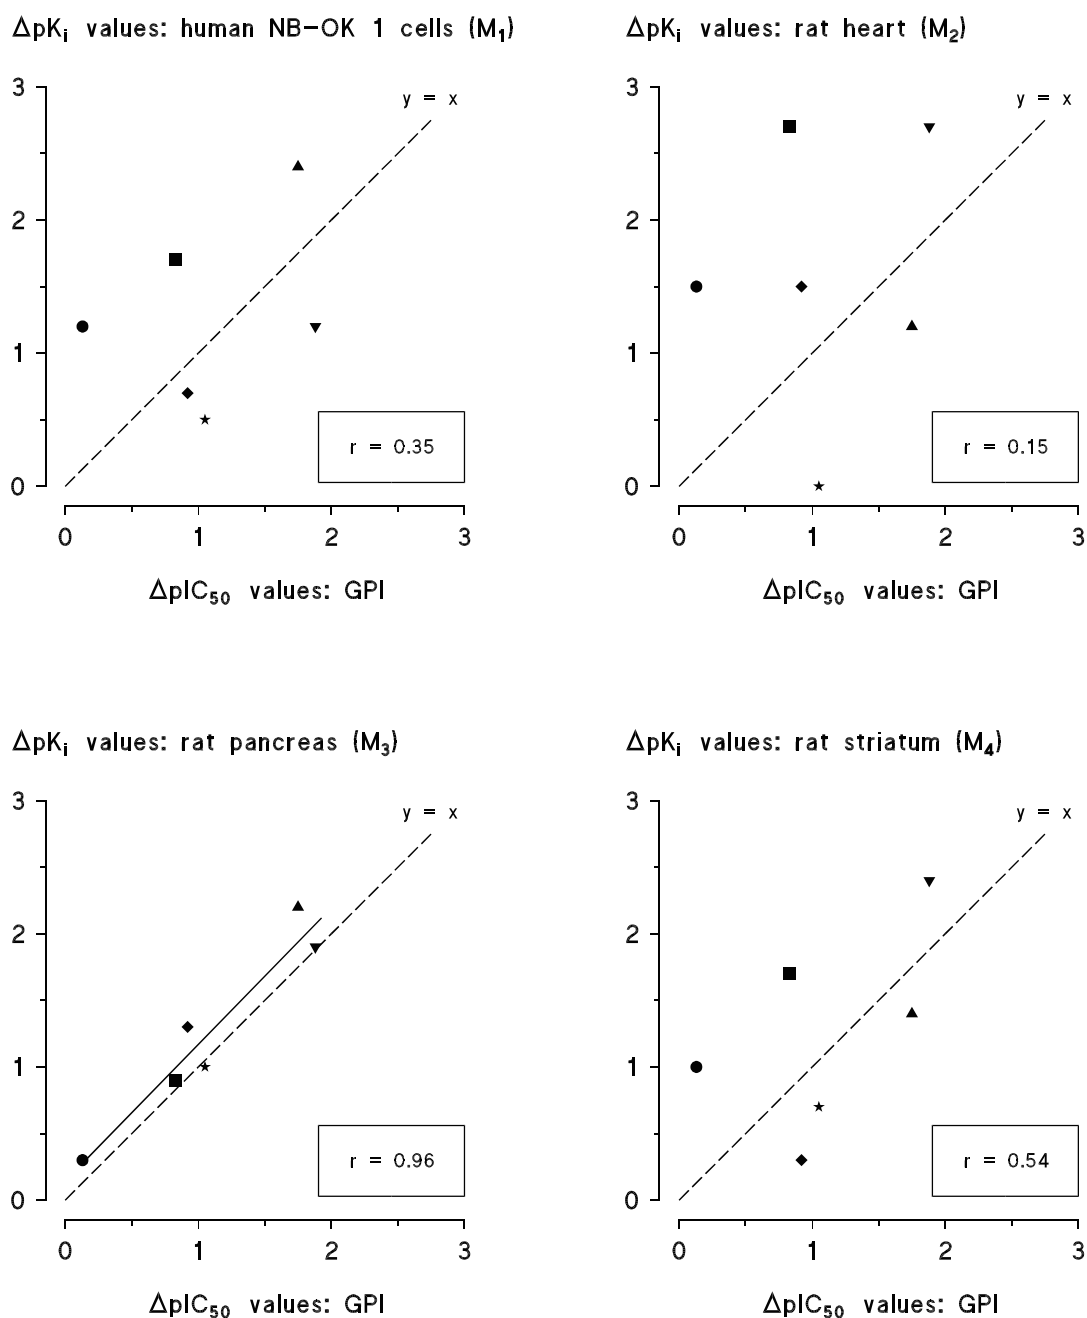 ΔpKi values: human NB−OK 1 cells (M1)
3
y = x
2
1
r = 0.35
0
0 1 2 3
ΔpIC50 values: GPI
ΔpKi values: rat heart (M2)
3
y = x
2
1
r = 0.15
0
0 1 2 3
ΔpIC50 values: GPI
ΔpKi values: rat pancreas (M3)
3
y = x
2
1
r = 0.96
0
0 1 2 3
ΔpIC50 values: GPI
ΔpKi values: rat striatum (M4)
3
y = x
2
1
r = 0.54
0
0 1 2 3
ΔpIC50 values: GPI